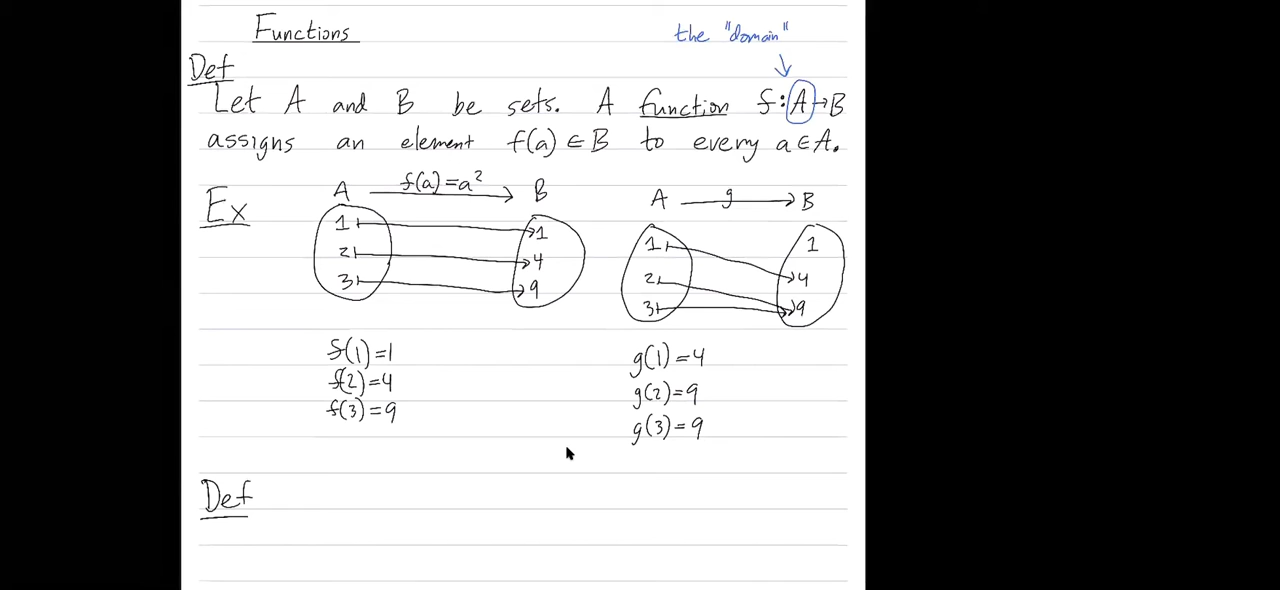 Functions
the "domain"
↓
Def
Let A and B be sets. A function f:A→B
assigns an element f(a)∈B to every a∈A.
Ex
A f(a)=a² B
1 1
2 4
3 9
A g B
1 1
2 4
3 9
f(1)=1
f(2)=4
f(3)=9
g(1)=4
g(2)=9
g(3)=9
Def